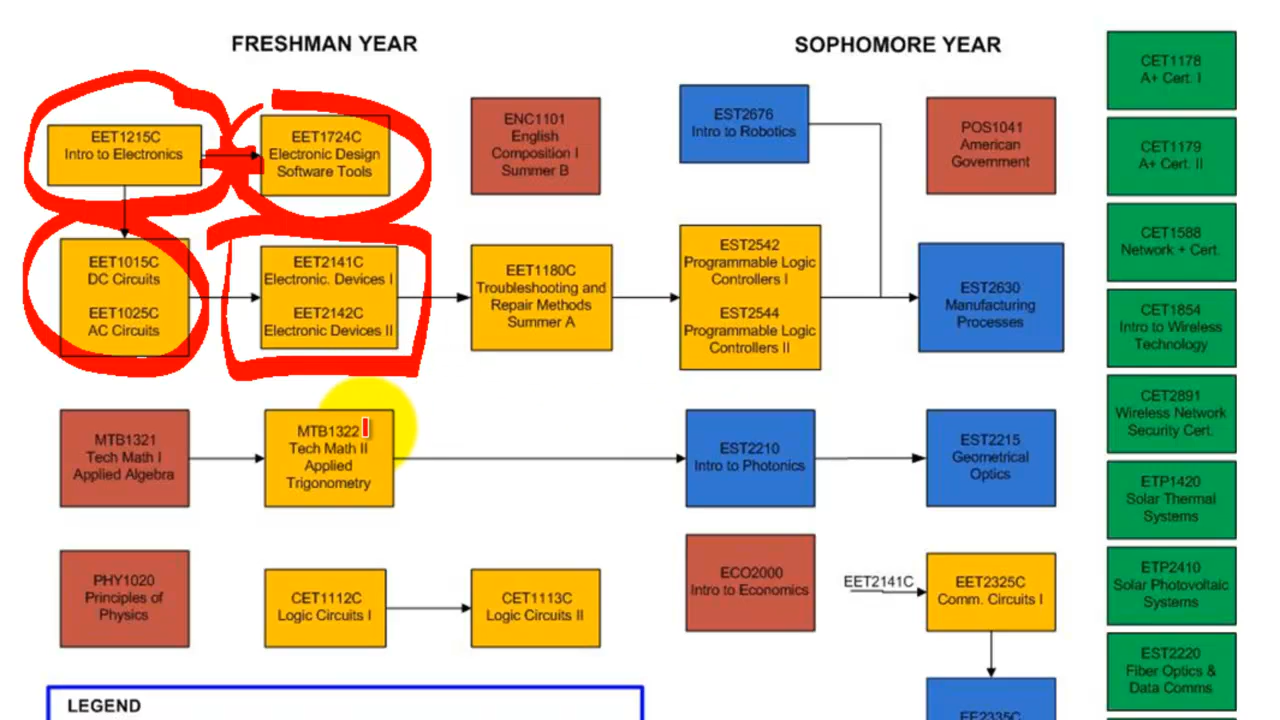 FRESHMAN YEAR
SOPHOMORE YEAR
EET1215C
Intro to Electronics
EET1724C
Electronic Design
Software Tools
ENC1101
English
Composition I
Summer B
EST2676
Intro to Robotics
POS1041
American
Government
EET1015C
DC Circuits
EET1025C
AC Circuits
EET2141C
Electronic. Devices I
EET2142C
Electronic Devices II
EET1180C
Troubleshooting and
Repair Methods
Summer A
EST2542
Programmable Logic
Controllers I
EST2544
Programmable Logic
Controllers II
EST2630
Manufacturing
Processes
MTB1321
Tech Math I
Applied Algebra
MTB1322
Tech Math II
Applied
Trigonometry
EST2210
Intro to Photonics
EST2215
Geometrical
Optics
PHY1020
Principles of
Physics
CET1112C
Logic Circuits I
CET1113C
Logic Circuits II
ECO2000
Intro to Economics
EET2141C
EET2325C
Comm. Circuits I
EE2335C
CET1178
A+ Cert. I
CET1179
A+ Cert. II
CET1588
Network + Cert.
CET1854
Intro to Wireless
Technology
CET2891
Wireless Network
Security Cert.
ETP1420
Solar Thermal
Systems
ETP2410
Solar Photovoltaic
Systems
EST2220
Fiber Optics &
Data Comms
LEGEND